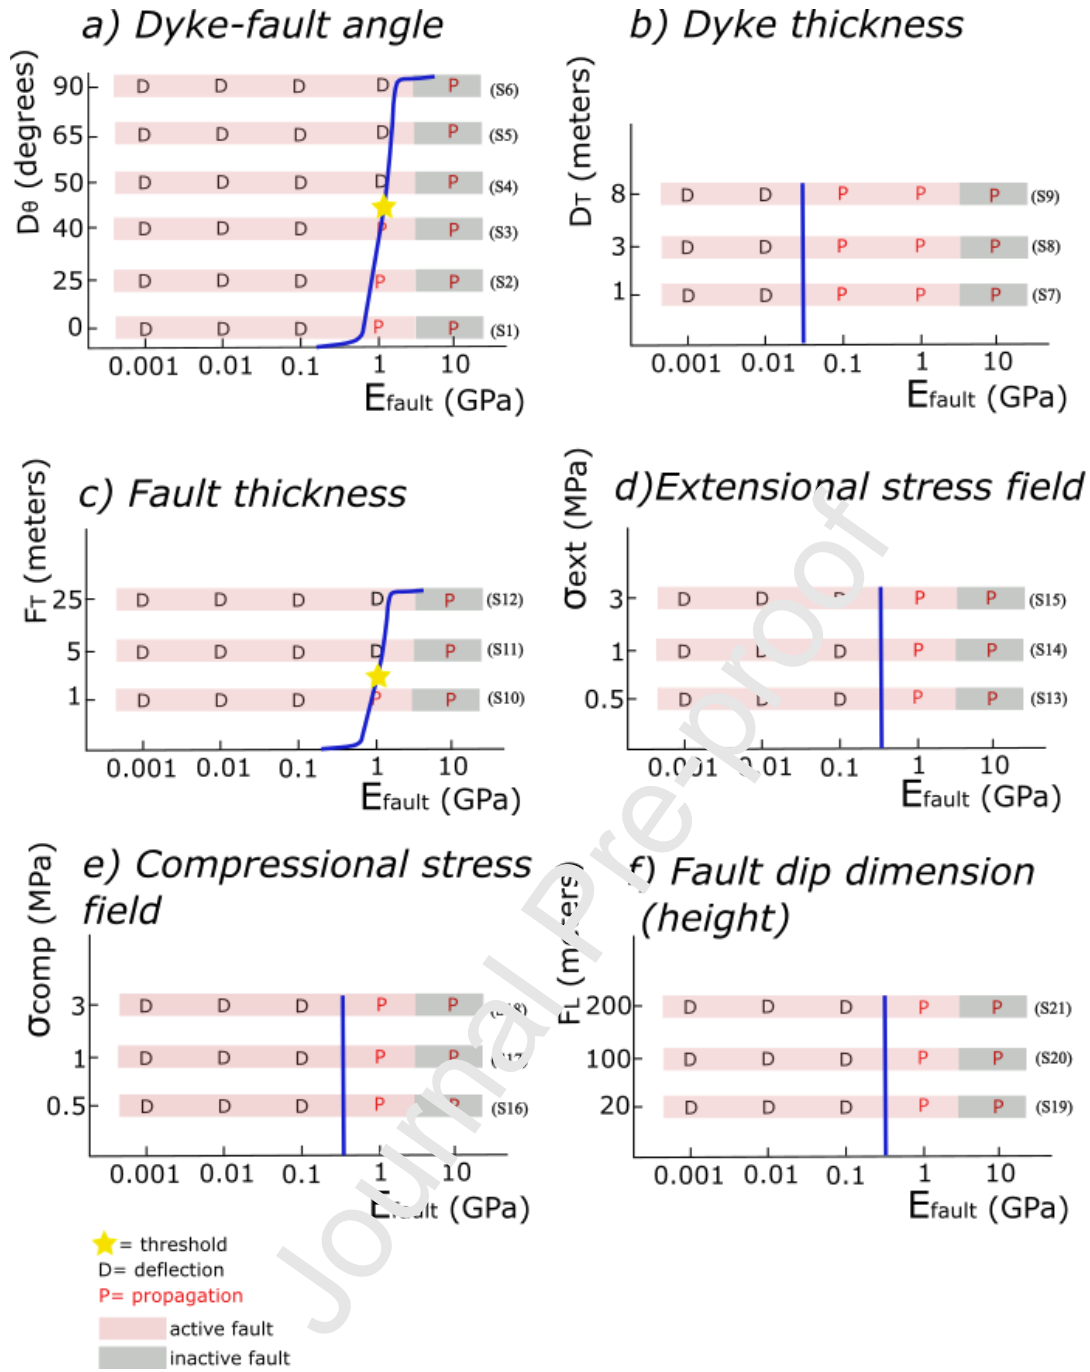 a) Dyke-fault angle
Dθ (degrees)
90 D D D D P (S6)
65 D D D D P (S5)
50 D D D D P (S4)
40 D D D P P (S3)
25 D D D P P (S2)
0 D D D P P (S1)
0.001 0.01 0.1 1 10
Efault (GPa)
b) Dyke thickness
DT (meters)
8 D D P P P (S9)
3 D D P P P (S8)
1 D D P P P (S7)
0.001 0.01 0.1 1 10
Efault (GPa)
c) Fault thickness
FT (meters)
25 D D D D P (S12)
5 D D D D P (S11)
1 D D D P P (S10)
0.001 0.01 0.1 1 10
Efault (GPa)
d)Extensional stress field
σext (MPa)
3 D D D P P (S15)
1 D D D P P (S14)
0.5 D D D P P (S13)
0.001 0.01 0.1 1 10
Efault (GPa)
e) Compressional stress
field
σcomp (MPa)
3 D D D P P
1 D D D P P
0.5 D D D P P (S16)
0.001 0.01 0.1 1 10
Efault (GPa)
f) Fault dip dimension
(height)
FL (meters)
200 D D D P P (S21)
100 D D D P P (S20)
20 D D D P P (S19)
0.001 0.01 0.1 1 10
Efault (GPa)
= threshold
D= deflection
P= propagation
active fault
inactive fault
Journal Pre-proof